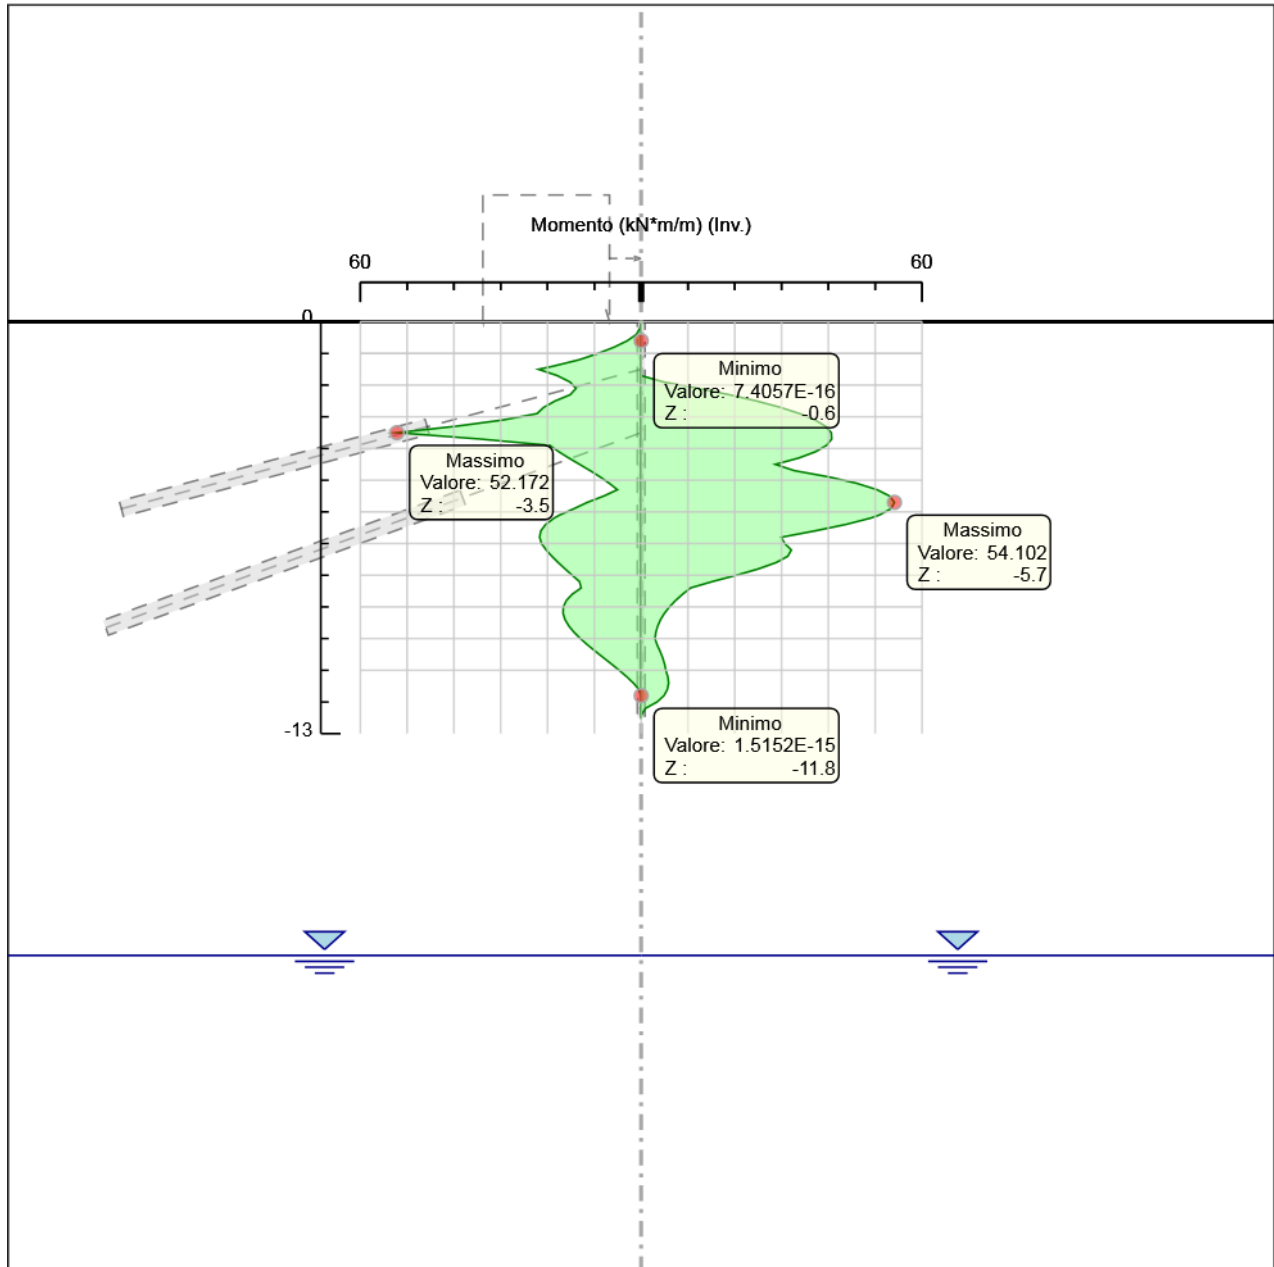 Momento (kN*m/m) (Inv.)
60
60
0
Minimo
Valore: 7.4057E-16
Z : -0.6
Massimo
Valore: 52.172
Z : -3.5
Massimo
Valore: 54.102
Z : -5.7
Minimo
Valore: 1.5152E-15
Z : -11.8
-13